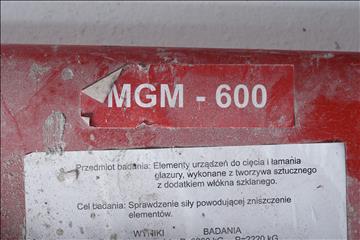 MGM - 600
Przedmiot badania: Elementy urządzeń do cięcia i łamania
glazury, wykonane z tworzywa sztucznego
z dodatkiem włókna szklanego.
Cel badania: Sprawdzenie siły powodującej zniszczenie
elementów.
WYNIKI BADANIA